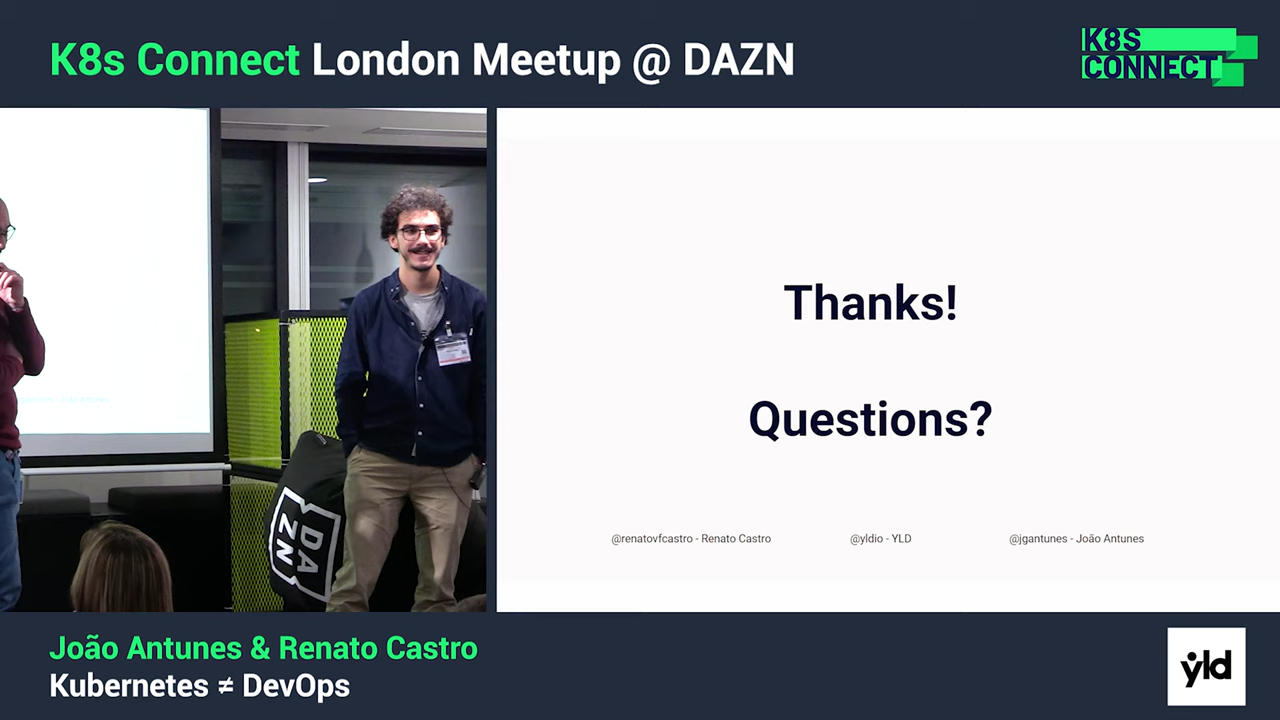 K8s Connect London Meetup @ DAZN
K8S
CONNECT
DA
ZN
Thanks!
Questions?
@renatovfcastro - Renato Castro
@yldio - YLD
@jgantunes - João Antunes
João Antunes & Renato Castro
Kubernetes ≠ DevOps
yld